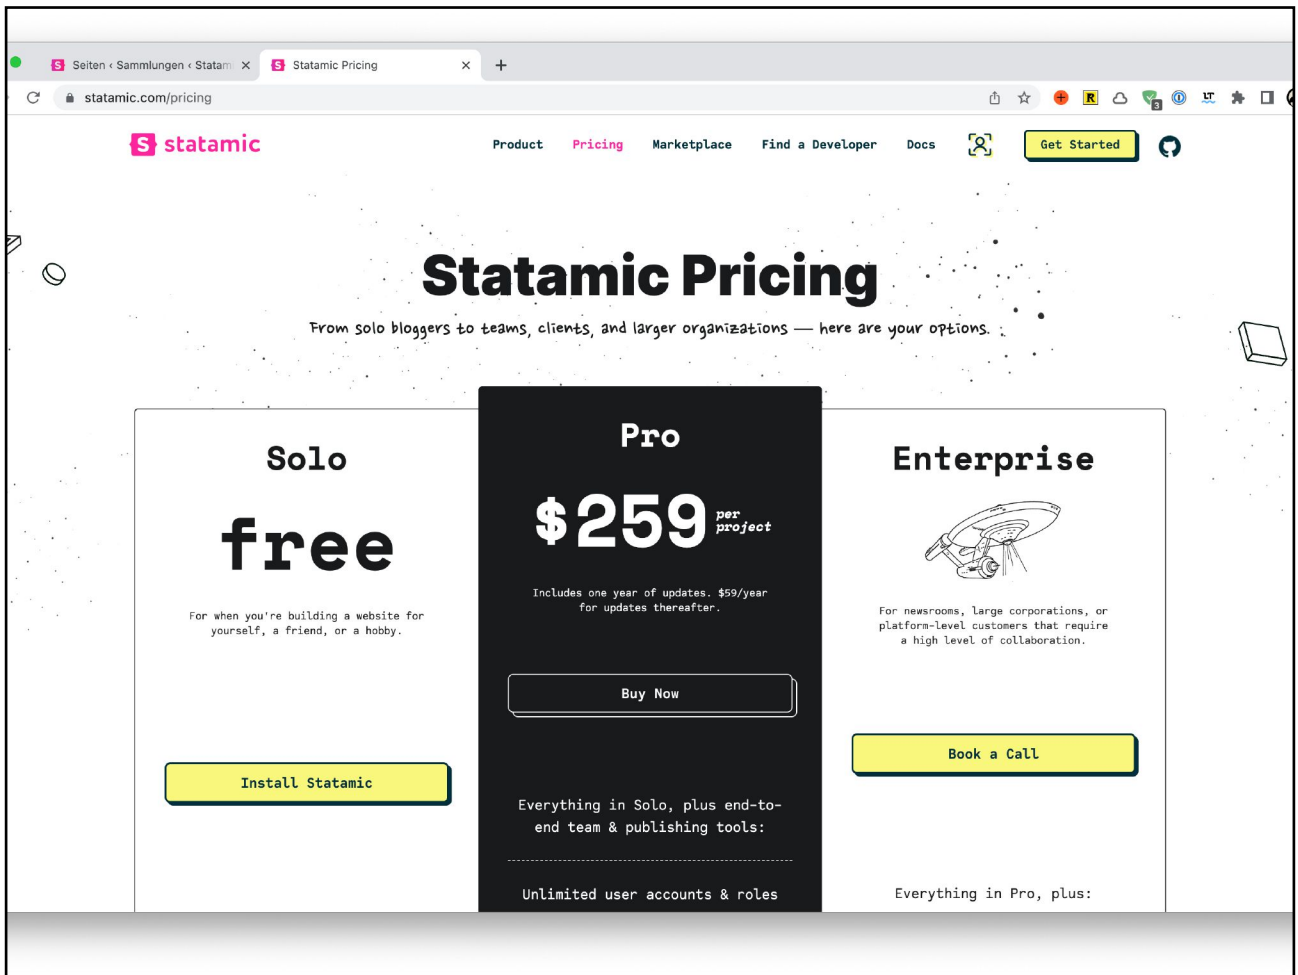 Seiten ‹ Sammlungen ‹ Statam
Statamic Pricing
statamic.com/pricing
R
3
LT
S statamic
Product
Pricing
Marketplace
Find a Developer
Docs
Get Started
Statamic Pricing
From solo bloggers to teams, clients, and larger organizations — here are your options.
Solo
free
For when you're building a website for
yourself, a friend, or a hobby.
Install Statamic
Pro
$259 per
project
Includes one year of updates. $59/year
for updates thereafter.
Buy Now
Everything in Solo, plus end-to-
end team & publishing tools:
Unlimited user accounts & roles
Enterprise
For newsrooms, large corporations, or
platform-level customers that require
a high level of collaboration.
Book a Call
Everything in Pro, plus: